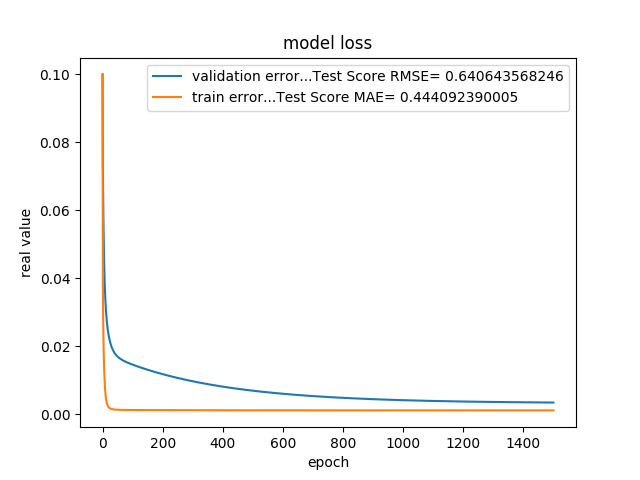 model loss
validation error...Test Score RMSE= 0.640643568246
train error...Test Score MAE= 0.444092390005
real value
0.10
0.08
0.06
0.04
0.02
0.00
0 200 400 600 800 1000 1200 1400
epoch